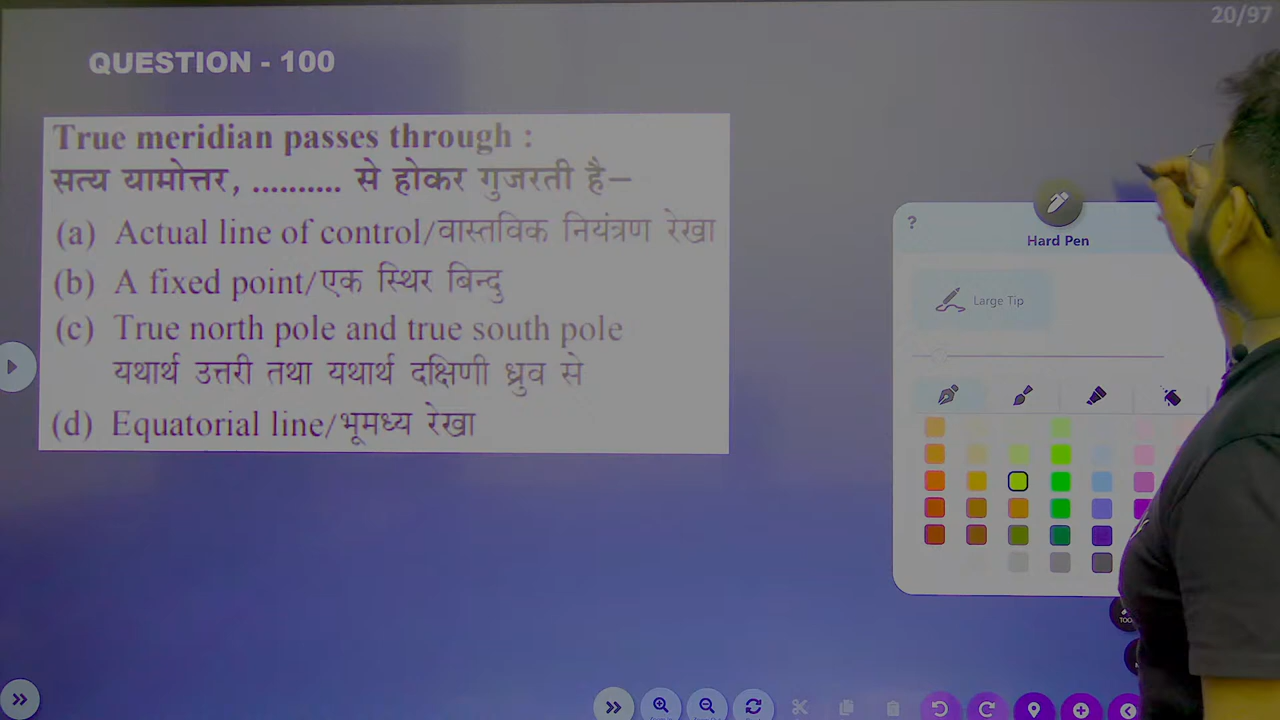 20/97
QUESTION - 100
True meridian passes through :
सत्य यामोत्तर, .......... से होकर गुजरती है–
(a) Actual line of control/वास्तविक नियंत्रण रेखा
(b) A fixed point/एक स्थिर बिन्दु
(c) True north pole and true south pole
यथार्थ उत्तरी तथा यथार्थ दक्षिणी ध्रुव से
(d) Equatorial line/भूमध्य रेखा
?
Hard Pen
Large Tip